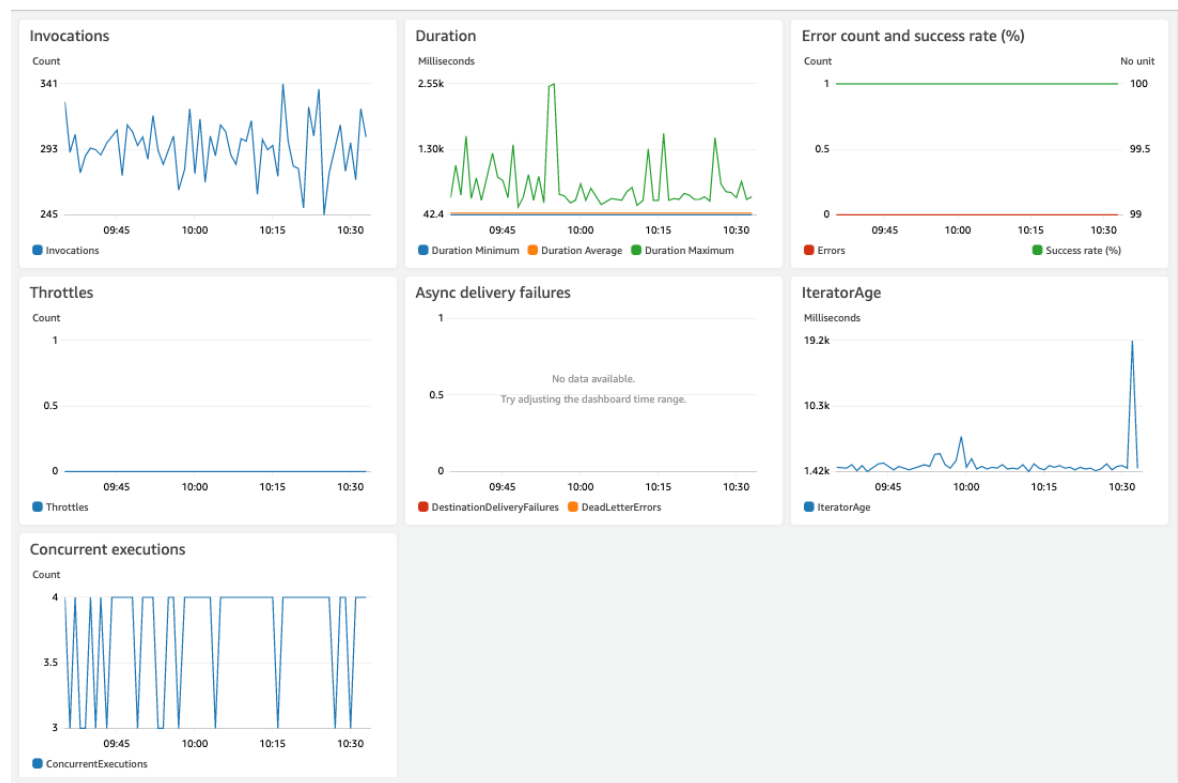 Invocations
Count
341
293
245
09:45 10:00 10:15 10:30
Invocations
Duration
Milliseconds
2.55k
1.30k
42.4
09:45 10:00 10:15 10:30
Duration Minimum Duration Average Duration Maximum
Error count and success rate (%)
Count No unit
1 100
0.5 99.5
0 99
09:45 10:00 10:15 10:30
Errors Success rate (%)
Throttles
Count
1
0.5
0
09:45 10:00 10:15 10:30
Throttles
Async delivery failures
1
No data available.
0.5
Try adjusting the dashboard time range.
0
09:45 10:00 10:15 10:30
DestinationDeliveryFailures DeadLetterErrors
IteratorAge
Milliseconds
19.2k
10.3k
1.42k
09:45 10:00 10:15 10:30
IteratorAge
Concurrent executions
Count
4
3.5
3
09:45 10:00 10:15 10:30
ConcurrentExecutions